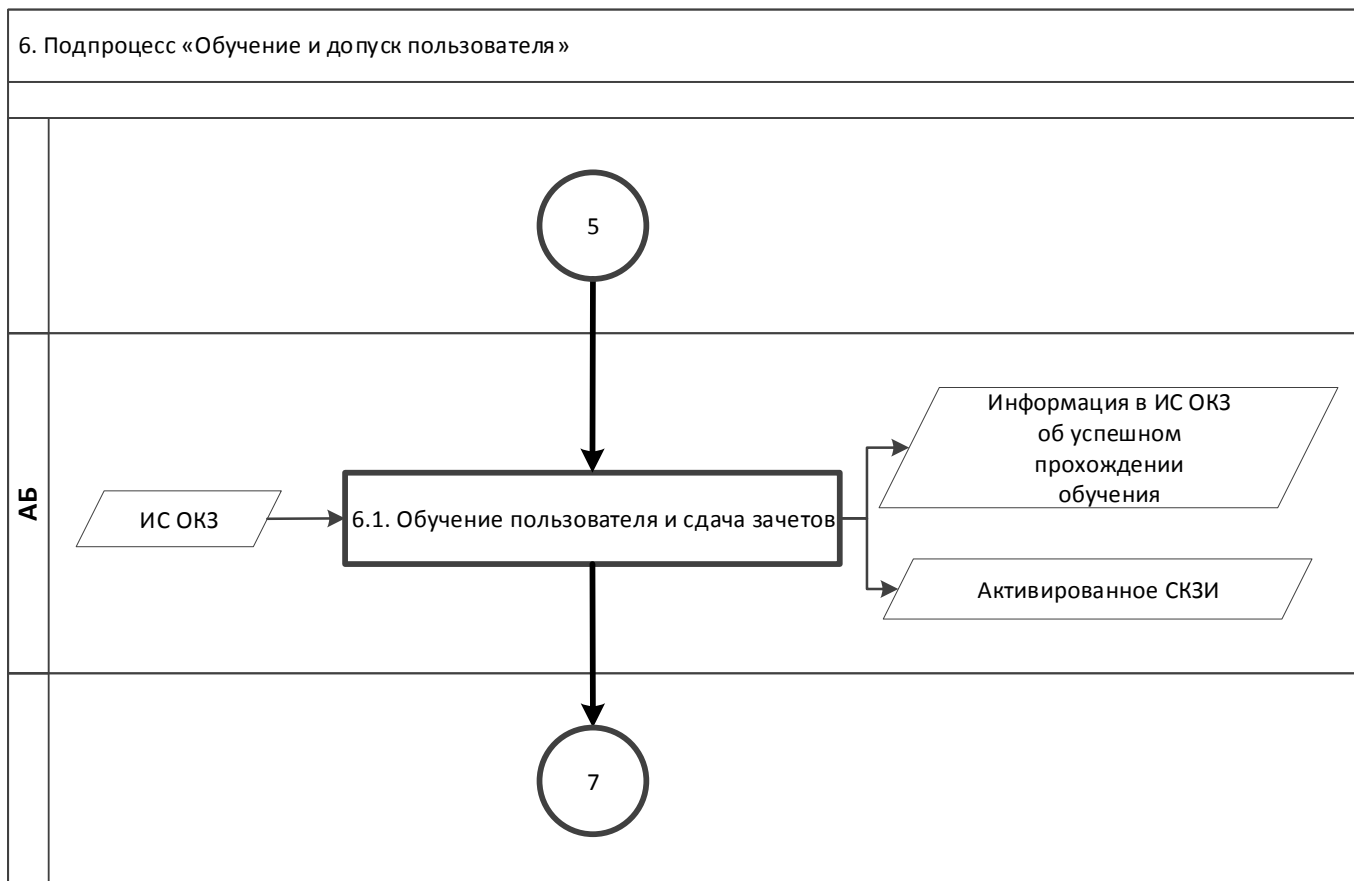 6. Подпроцесс «Обучение и допуск пользователя»
5
АБ
ИС ОКЗ
6.1. Обучение пользователя и сдача зачетов
Информация в ИС ОКЗ
об успешном
прохождении
обучения
Активированное СКЗИ
7